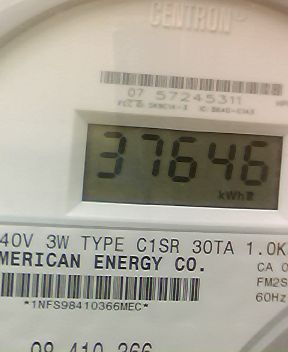 CENTRON
07 57245311
37646
kWh
40V 3W TYPE C1SR 30TA 1.0K
MERICAN ENERGY CO.
CA 0
FM2S
*1NFS98410366MEC*
60Hz
98 410 366